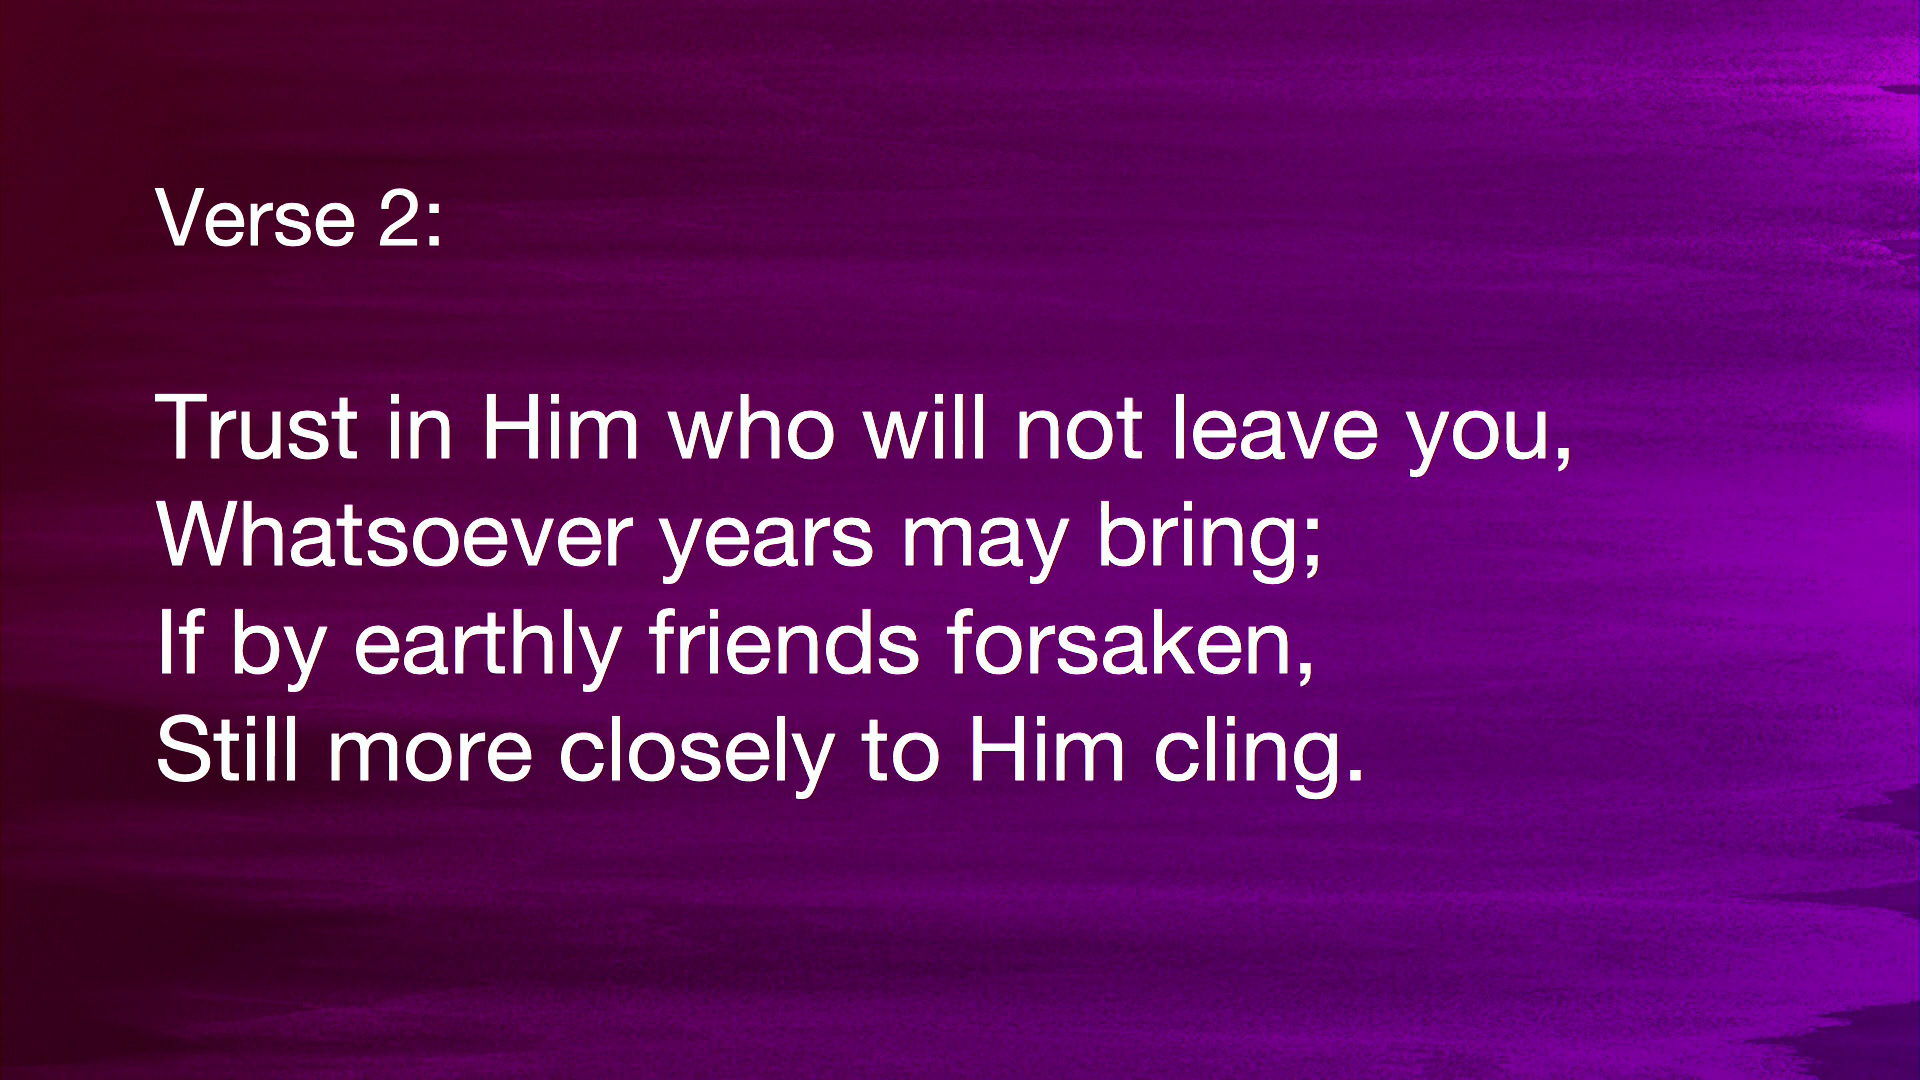 Verse 2:
Trust in Him who will not leave you,
Whatsoever years may bring;
If by earthly friends forsaken,
Still more closely to Him cling.